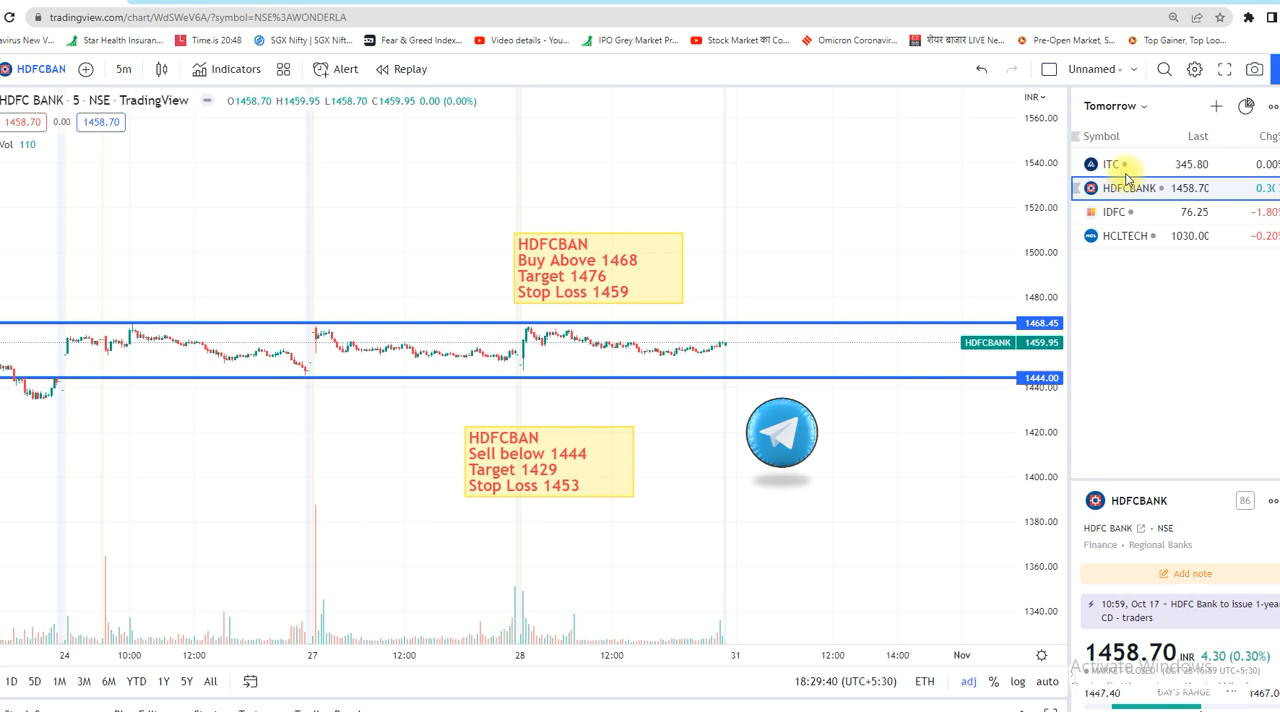 tradingview.com/chart/WdSWeV6A/?symbol=NSE%3AWONDERLA
avirus New V...
Star Health Insuran...
Time.is 20:48
SGX Nifty | SGX Nift...
Fear & Greed Index...
Video details - You...
IPO Grey Market Pr...
Stock Market का Co...
Omicron Coronavir...
शेयर बाजार LIVE Ne...
Pre-Open Market, S...
Top Gainer, Top Loo...
HDFCBAN
5m
Indicators
Alert
Replay
Unnamed
HDFC BANK · 5 · NSE · TradingView
O1458.70 H1459.95 L1458.70 C1459.95 0.00 (0.00%)
INR
1458.70 0.00 1458.70
Vol 110
1560.00
1540.00
1520.00
1500.00
1480.00
1468.45
HDFCBANK 1459.95
1444.00
1440.00
1420.00
1400.00
1380.00
1360.00
1340.00
HDFCBAN
Buy Above 1468
Target 1476
Stop Loss 1459
HDFCBAN
Sell below 1444
Target 1429
Stop Loss 1453
24 10:00 12:00 27 12:00 28 12:00 31 12:00 14:00 Nov
1D 5D 1M 3M 6M YTD 1Y 5Y All
18:29:40 (UTC+5:30) ETH adj % log auto
Tomorrow
Symbol Last Chg%
ITC 345.80 0.00%
HDFCBANK 1458.70 0.30
IDFC 76.25 −1.80%
HCLTECH 1030.00 −0.20%
HDFCBANK 86
HDFC BANK · NSE
Finance · Regional Banks
Add note
10:59, Oct 17 · HDFC Bank to issue 1-year
CD - traders
1458.70 INR 4.30 (0.30%)
Activate Windows
MARKET CLOSED
1447.40 DAY'S RANGE 1467.0